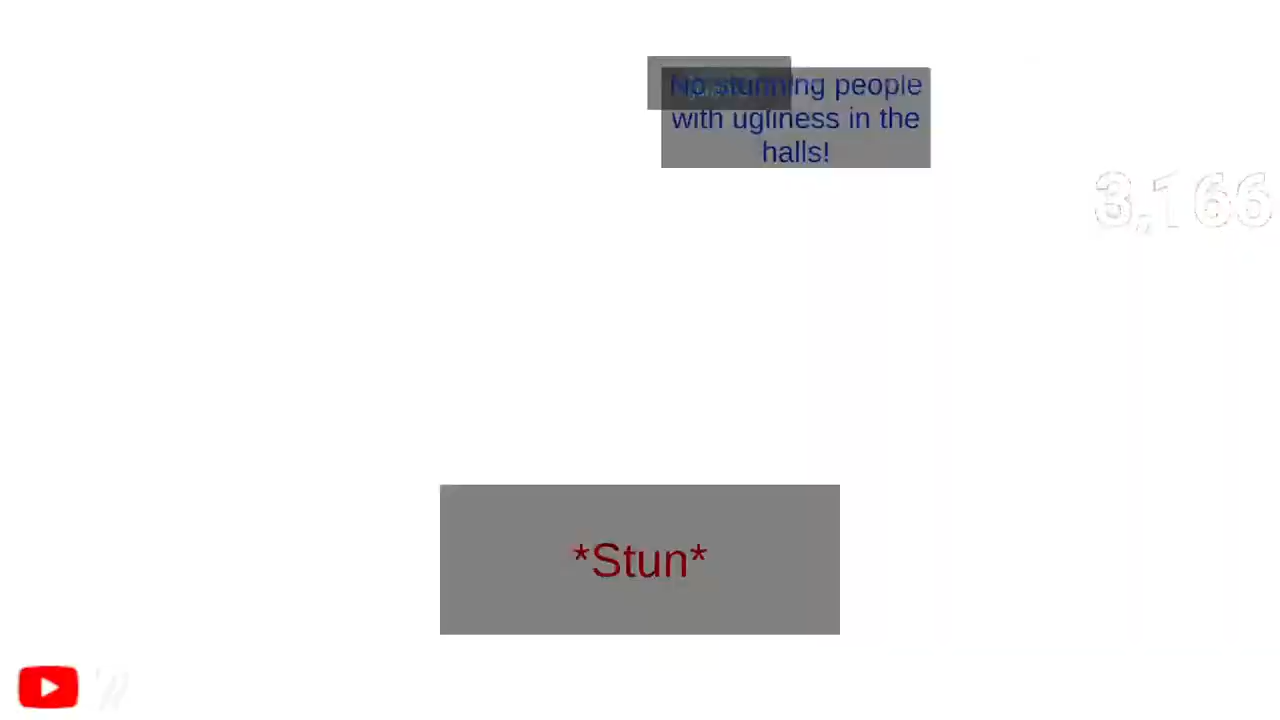 No stunning people
with ugliness in the
halls!
3,166
*Stun*